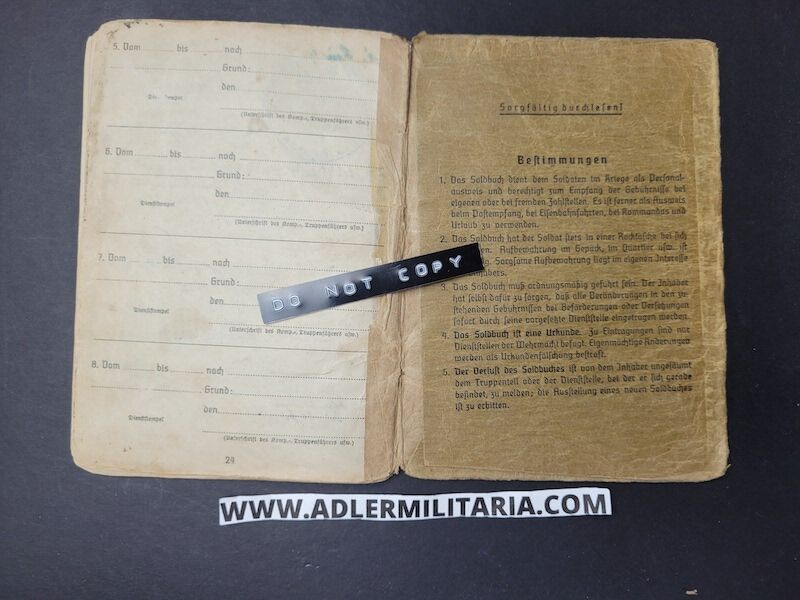 5. Vom bis nach
Grund:
den
(Unterschrift des Komp.-, Truppenführers usw.)
6. Vom bis nach
Grund:
den
Dienststempel
(Unterschrift des Komp.-, Truppenführers usw.)
7. Vom bis nach
Grund:
den
Dienststempel
(Unterschrift des Komp.-, Truppenführers usw.)
8. Vom bis nach
Grund:
den
Dienststempel
(Unterschrift des Komp.-, Truppenführers usw.)
24
Sorgfältig durchlesen!
Bestimmungen
1. Das Soldbuch dient dem Soldaten im Kriege als Personal-
ausweis und berechtigt zum Empfang der Gebührnisse bei
eigenen oder bei fremden Zahlstellen. Es ist ferner als Ausweis
beim Postempfang, bei Eisenbahnfahrten, bei Kommandos und
Urlaub zu verwenden.
2. Das Soldbuch hat der Soldat stets in einer Rocktasche bei sich
Aufbewahrung im Gepäck, im Quartier usw. ist
Sorgsame Aufbewahrung liegt im eigenen Interesse
3. Das Soldbuch muß ordnungsmäßig geführt sein. Der Inhaber
hat selbst dafür zu sorgen, daß alle Veränderungen in den zu-
stehenden Gebührnissen bei Beförderungen oder Versetzungen
sofort durch seine vorgesetzte Dienststelle eingetragen werden.
4. Das Soldbuch ist eine Urkunde. Zu Eintragungen sind nur
Dienststellen der Wehrmacht befugt. Eigenmächtige Änderungen
werden als Urkundenfälschung bestraft.
5. Der Verlust des Soldbuches ist von dem Inhaber ungesäumt
dem Truppenteil oder der Dienststelle, bei der er sich gerade
befindet, zu melden; die Ausstellung eines neuen Soldbuches
ist zu erbitten.
DO NOT COPY
WWW.ADLERMILITARIA.COM